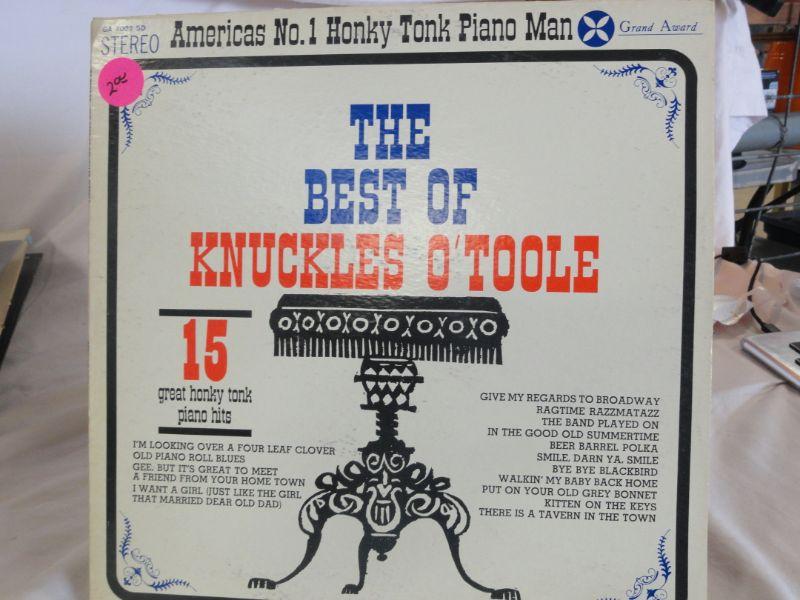 GA 7002 SD
STEREO
Americas No.1 Honky Tonk Piano Man
Grand Award
2.00
THE
BEST OF
KNUCKLES O'TOOLE
15
great honky tonk
piano hits
I'M LOOKING OVER A FOUR LEAF CLOVER
OLD PIANO ROLL BLUES
GEE, BUT IT'S GREAT TO MEET
A FRIEND FROM YOUR HOME TOWN
I WANT A GIRL (JUST LIKE THE GIRL
THAT MARRIED DEAR OLD DAD)
GIVE MY REGARDS TO BROADWAY
RAGTIME RAZZMATAZZ
THE BAND PLAYED ON
IN THE GOOD OLD SUMMERTIME
BEER BARREL POLKA
SMILE, DARN YA, SMILE
BYE BYE BLACKBIRD
WALKIN' MY BABY BACK HOME
PUT ON YOUR OLD GREY BONNET
KITTEN ON THE KEYS
THERE IS A TAVERN IN THE TOWN